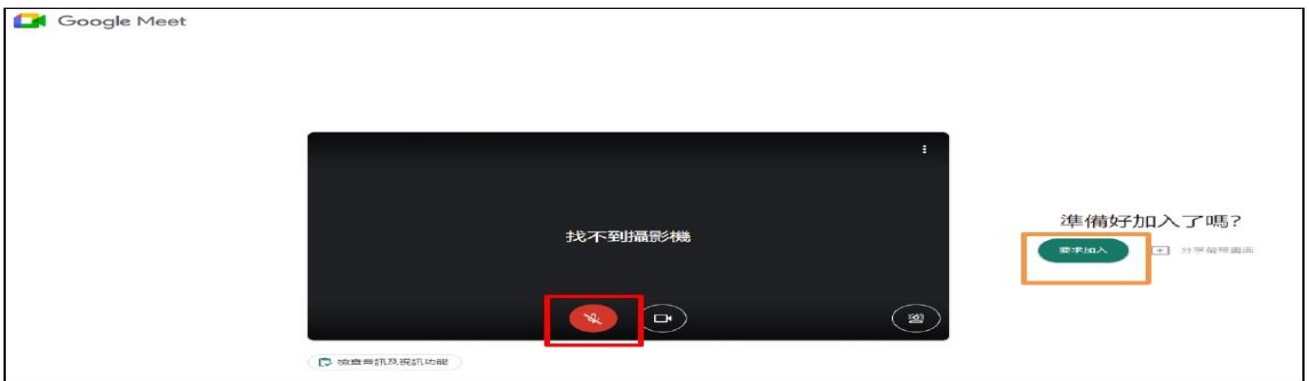 Google Meet
找不到攝影機
準備好加入了嗎?
要求加入
分享螢幕畫面
檢查音訊及視訊功能